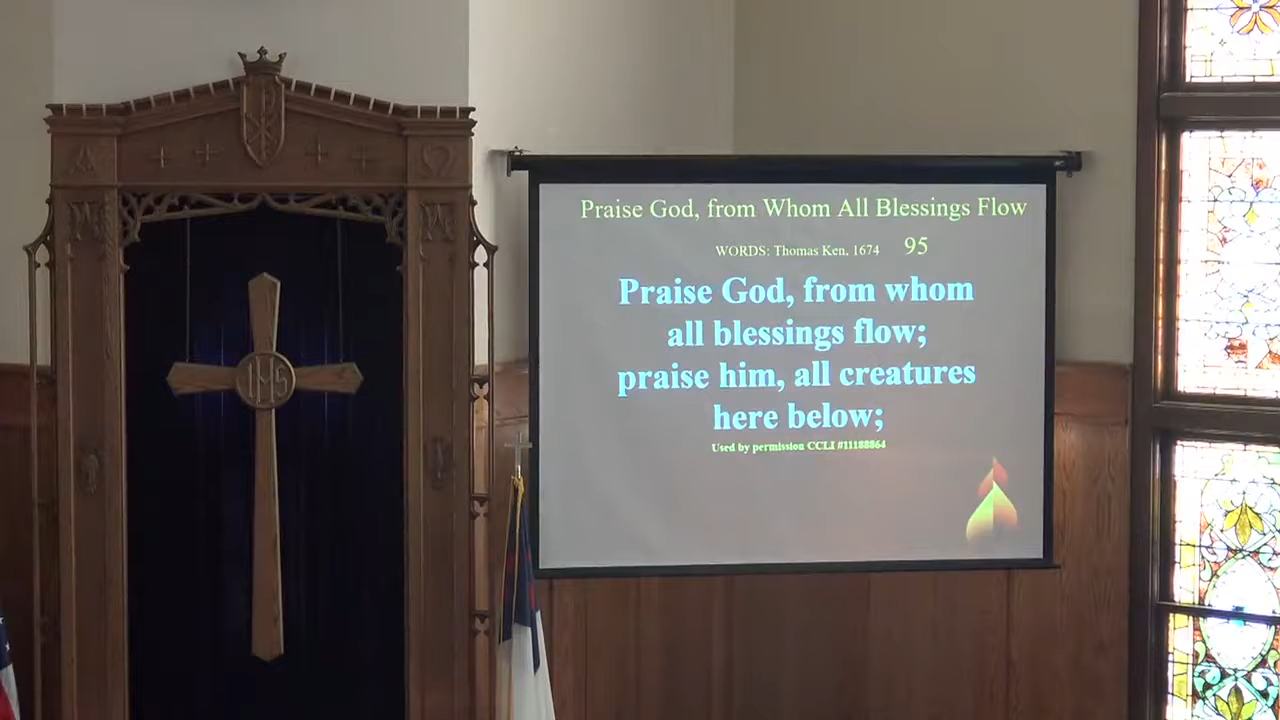 Praise God, from Whom All Blessings Flow
WORDS: Thomas Ken, 1674 95
Praise God, from whom
all blessings flow;
praise him, all creatures
here below;
Used by permission CCLI #11188864
IHS